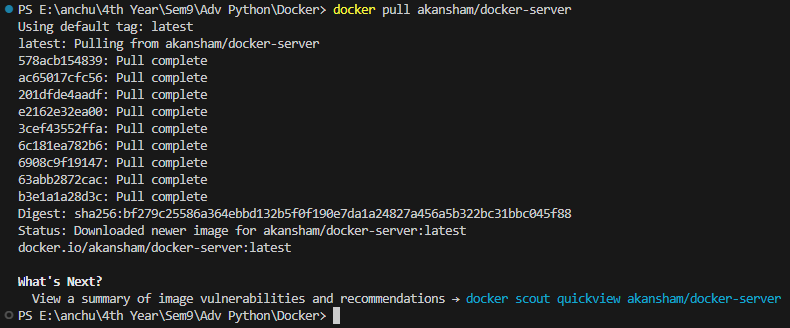 PS E:\anchu\4th Year\Sem9\Adv Python\Docker> docker pull akansham/docker-server
Using default tag: latest
latest: Pulling from akansham/docker-server
578acb154839: Pull complete
ac65017cfc56: Pull complete
201dfde4aadf: Pull complete
e2162e32ea00: Pull complete
3cef43552ffa: Pull complete
6c181ea782b6: Pull complete
6908c9f19147: Pull complete
63abb2872cac: Pull complete
b3e1a1a28d3c: Pull complete
Digest: sha256:bf279c25586a364ebbd132b5f0f190e7da1a24827a456a5b322bc31bbc045f88
Status: Downloaded newer image for akansham/docker-server:latest
docker.io/akansham/docker-server:latest
What's Next?
View a summary of image vulnerabilities and recommendations → docker scout quickview akansham/docker-server
PS E:\anchu\4th Year\Sem9\Adv Python\Docker>